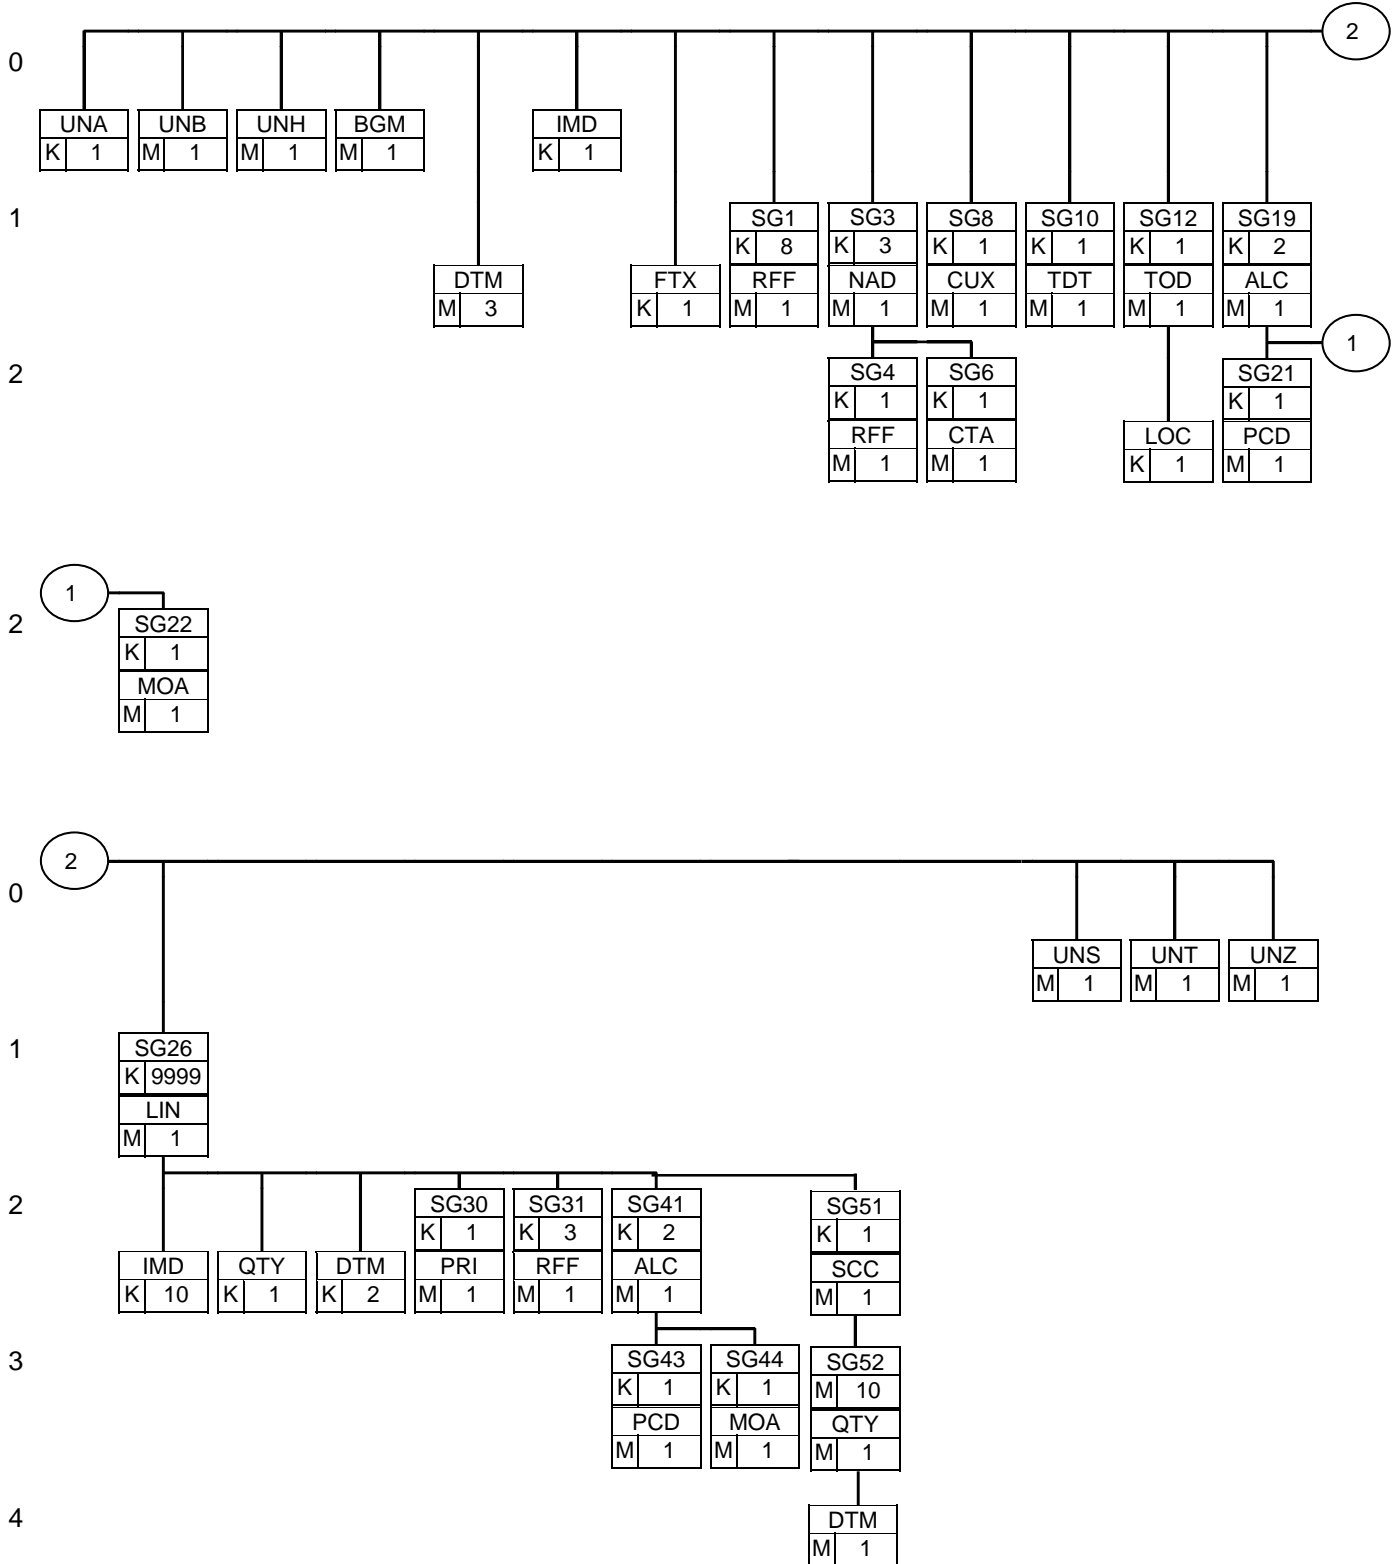 2
0
UNA UNB UNH BGM IMD
K 1 M 1 M 1 M 1 K 1
1
SG1 SG3 SG8 SG10 SG12 SG19
K 8 K 3 K 1 K 1 K 1 K 2
DTM FTX RFF NAD CUX TDT TOD ALC
M 3 K 1 M 1 M 1 M 1 M 1 M 1 M 1
1
2
SG4 SG6 SG21
K 1 K 1 K 1
RFF CTA LOC PCD
M 1 M 1 K 1 M 1
1
2
SG22
K 1
MOA
M 1
2
0
UNS UNT UNZ
M 1 M 1 M 1
1
SG26
K 9999
LIN
M 1
2
SG30 SG31 SG41 SG51
K 1 K 3 K 2 K 1
IMD QTY DTM PRI RFF ALC SCC
K 10 K 1 K 2 M 1 M 1 M 1 M 1
3
SG43 SG44 SG52
K 1 K 1 M 10
PCD MOA QTY
M 1 M 1 M 1
4
DTM
M 1